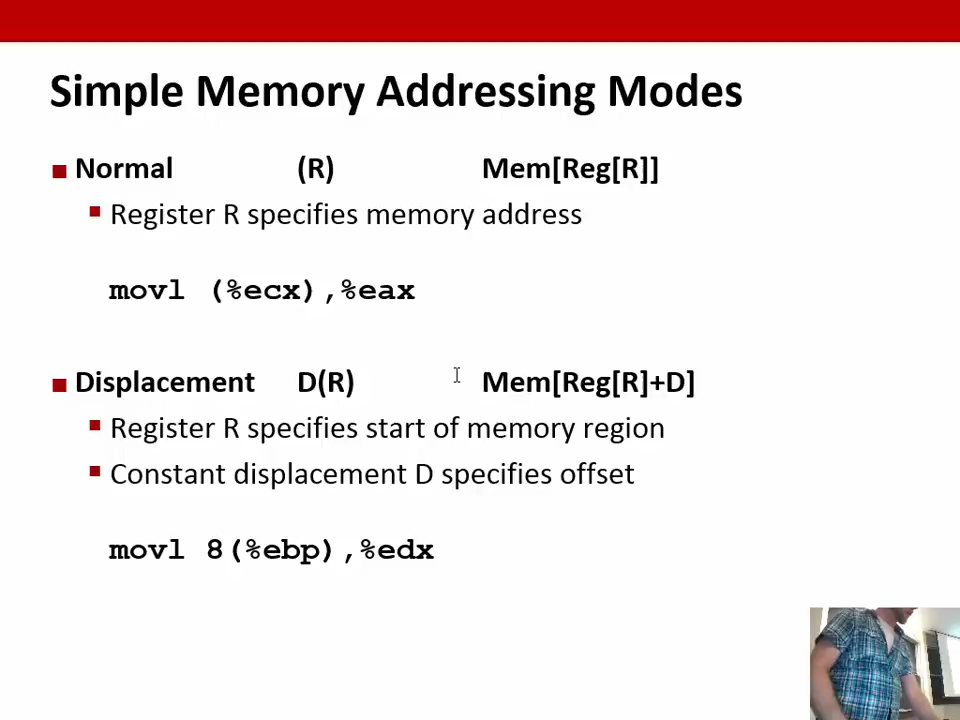 Simple Memory Addressing Modes
Normal (R) Mem[Reg[R]]
Register R specifies memory address
movl (%ecx),%eax
Displacement D(R) Mem[Reg[R]+D]
Register R specifies start of memory region
Constant displacement D specifies offset
movl 8(%ebp),%edx